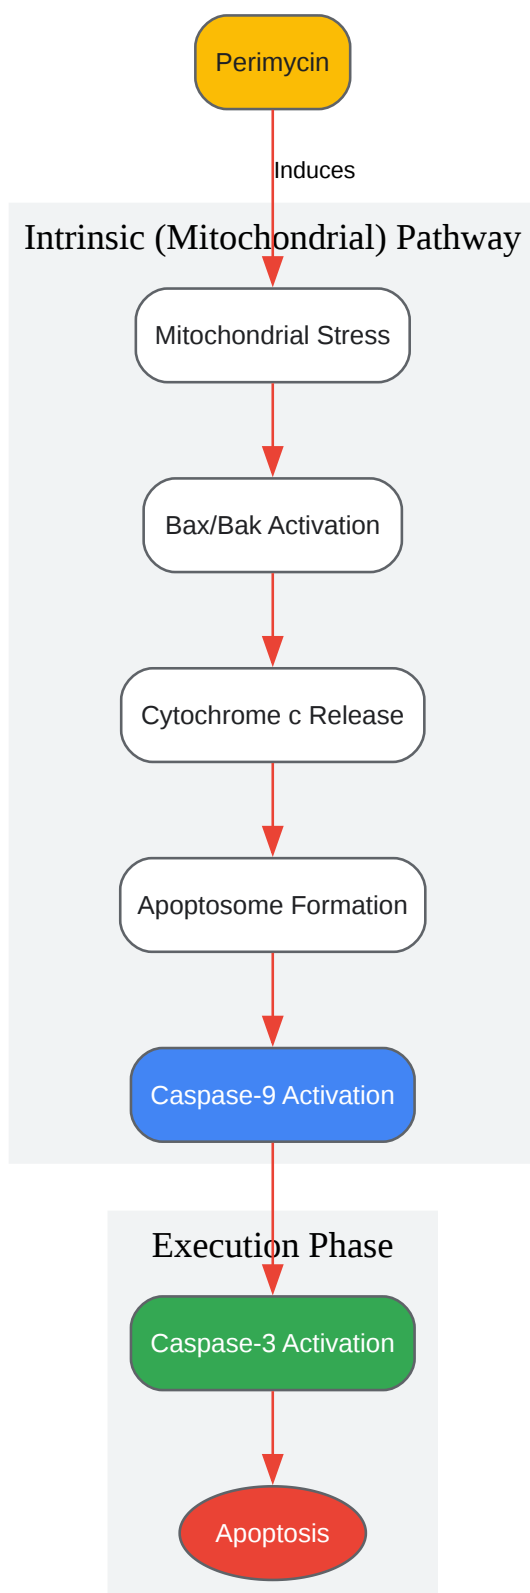 Perimycin
Induces
Intrinsic (Mitochondrial) Pathway
Mitochondrial Stress
Bax/Bak Activation
Cytochrome c Release
Apoptosome Formation
Caspase-9 Activation
Execution Phase
Caspase-3 Activation
Apoptosis